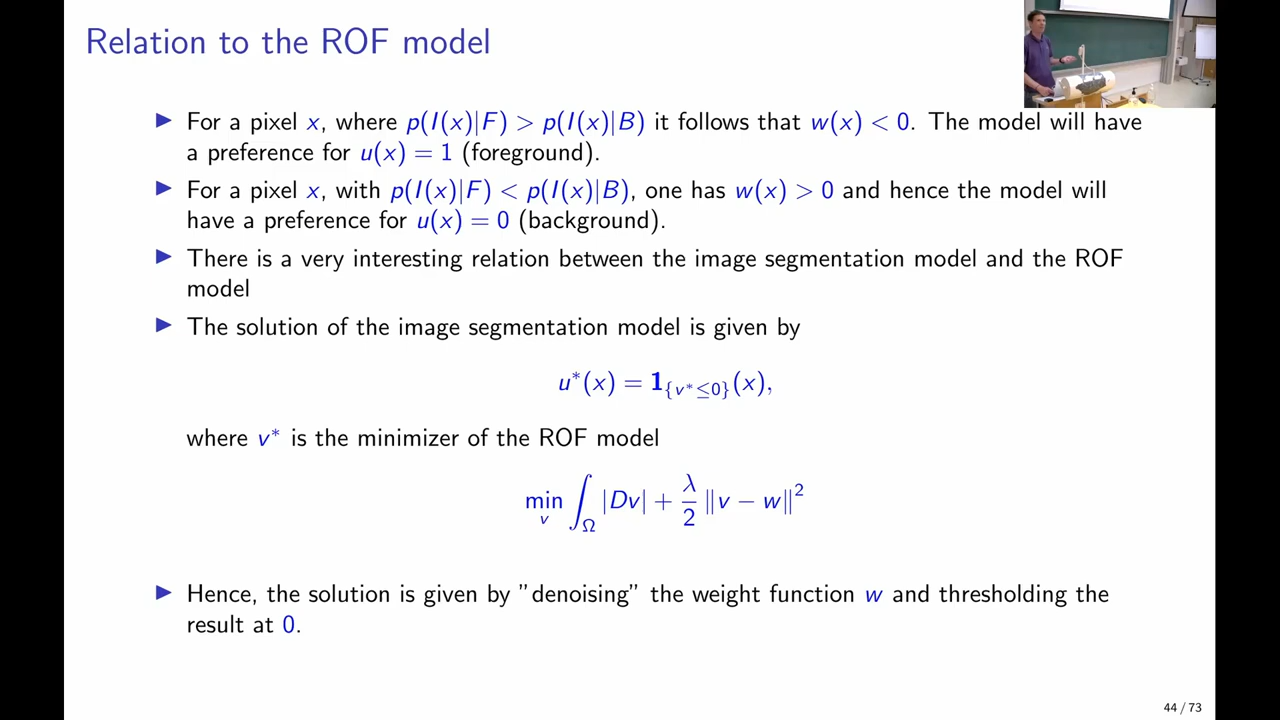 Relation to the ROF model
▶ For a pixel x, where p(I(x)|F) > p(I(x)|B) it follows that w(x) < 0. The model will have
a preference for u(x) = 1 (foreground).
▶ For a pixel x, with p(I(x)|F) < p(I(x)|B), one has w(x) > 0 and hence the model will
have a preference for u(x) = 0 (background).
▶ There is a very interesting relation between the image segmentation model and the ROF
model
▶ The solution of the image segmentation model is given by
u*(x) = 1_{v* ≤ 0}(x),
where v* is the minimizer of the ROF model
min_v ∫_Ω |Dv| + λ/2 ‖v − w‖²
▶ Hence, the solution is given by ”denoising” the weight function w and thresholding the
result at 0.
44 / 73